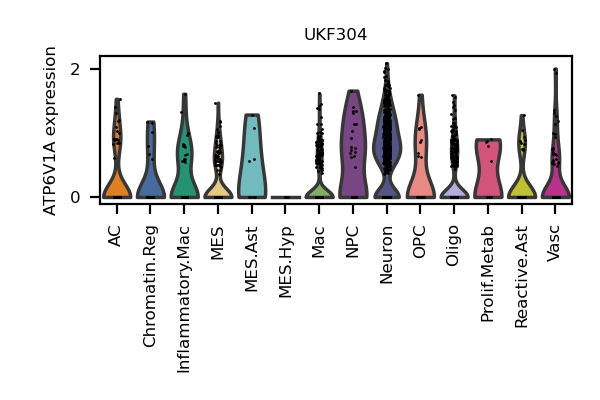 UKF304
ATP6V1A expression
2
0
AC
Chromatin.Reg
Inflammatory.Mac
MES
MES.Ast
MES.Hyp
Mac
NPC
Neuron
OPC
Oligo
Prolif.Metab
Reactive.Ast
Vasc